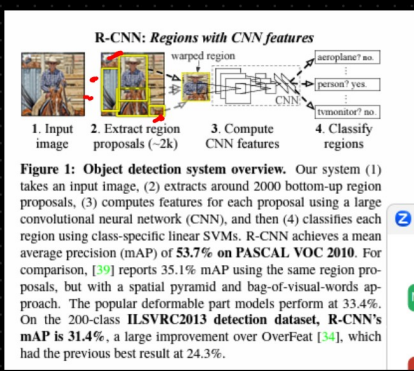 R-CNN: Regions with CNN features
warped region
aeroplane? no.
person? yes.
tvmonitor? no.
CNN
1. Input image
2. Extract region proposals (~2k)
3. Compute CNN features
4. Classify regions
Figure 1: Object detection system overview. Our system (1)
takes an input image, (2) extracts around 2000 bottom-up region
proposals, (3) computes features for each proposal using a large
convolutional neural network (CNN), and then (4) classifies each
region using class-specific linear SVMs. R-CNN achieves a mean
average precision (mAP) of 53.7% on PASCAL VOC 2010. For
comparison, [39] reports 35.1% mAP using the same region pro-
posals, but with a spatial pyramid and bag-of-visual-words ap-
proach. The popular deformable part models perform at 33.4%.
On the 200-class ILSVRC2013 detection dataset, R-CNN's
mAP is 31.4%, a large improvement over OverFeat [34], which
had the previous best result at 24.3%.